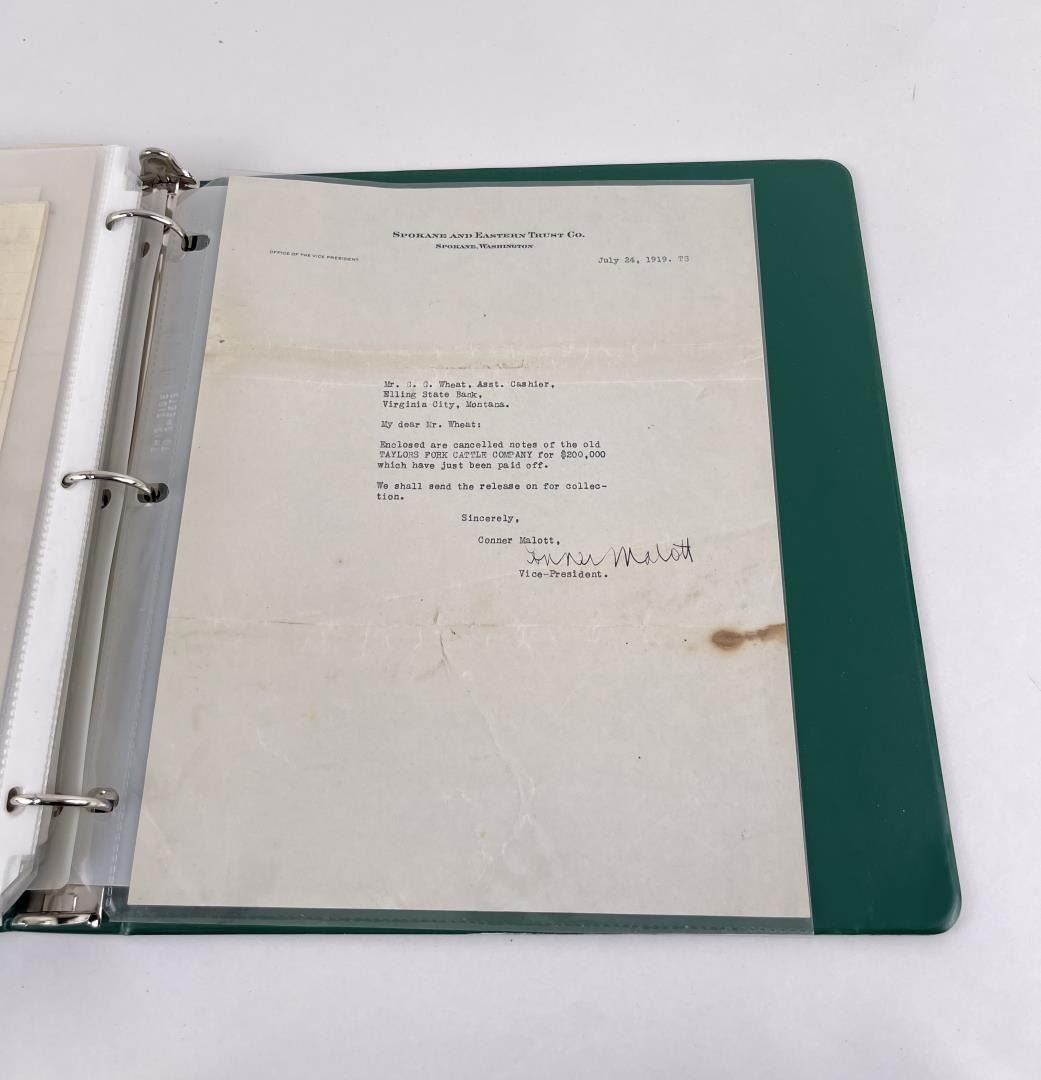 SPOKANE AND EASTERN TRUST CO.
SPOKANE, WASHINGTON
OFFICE OF THE VICE PRESIDENT
July 24, 1919. TS
Mr. G. Wheat, Asst. Cashier,
Elling State Bank,
Virginia City, Montana.
My dear Mr. Wheat:
Enclosed are cancelled notes of the old
TAYLORS FORK CATTLE COMPANY for $200,000
which have just been paid off.
We shall send the release on for collec-
tion.
Sincerely,
Conner Malott,
Conner Malott
Vice-President.